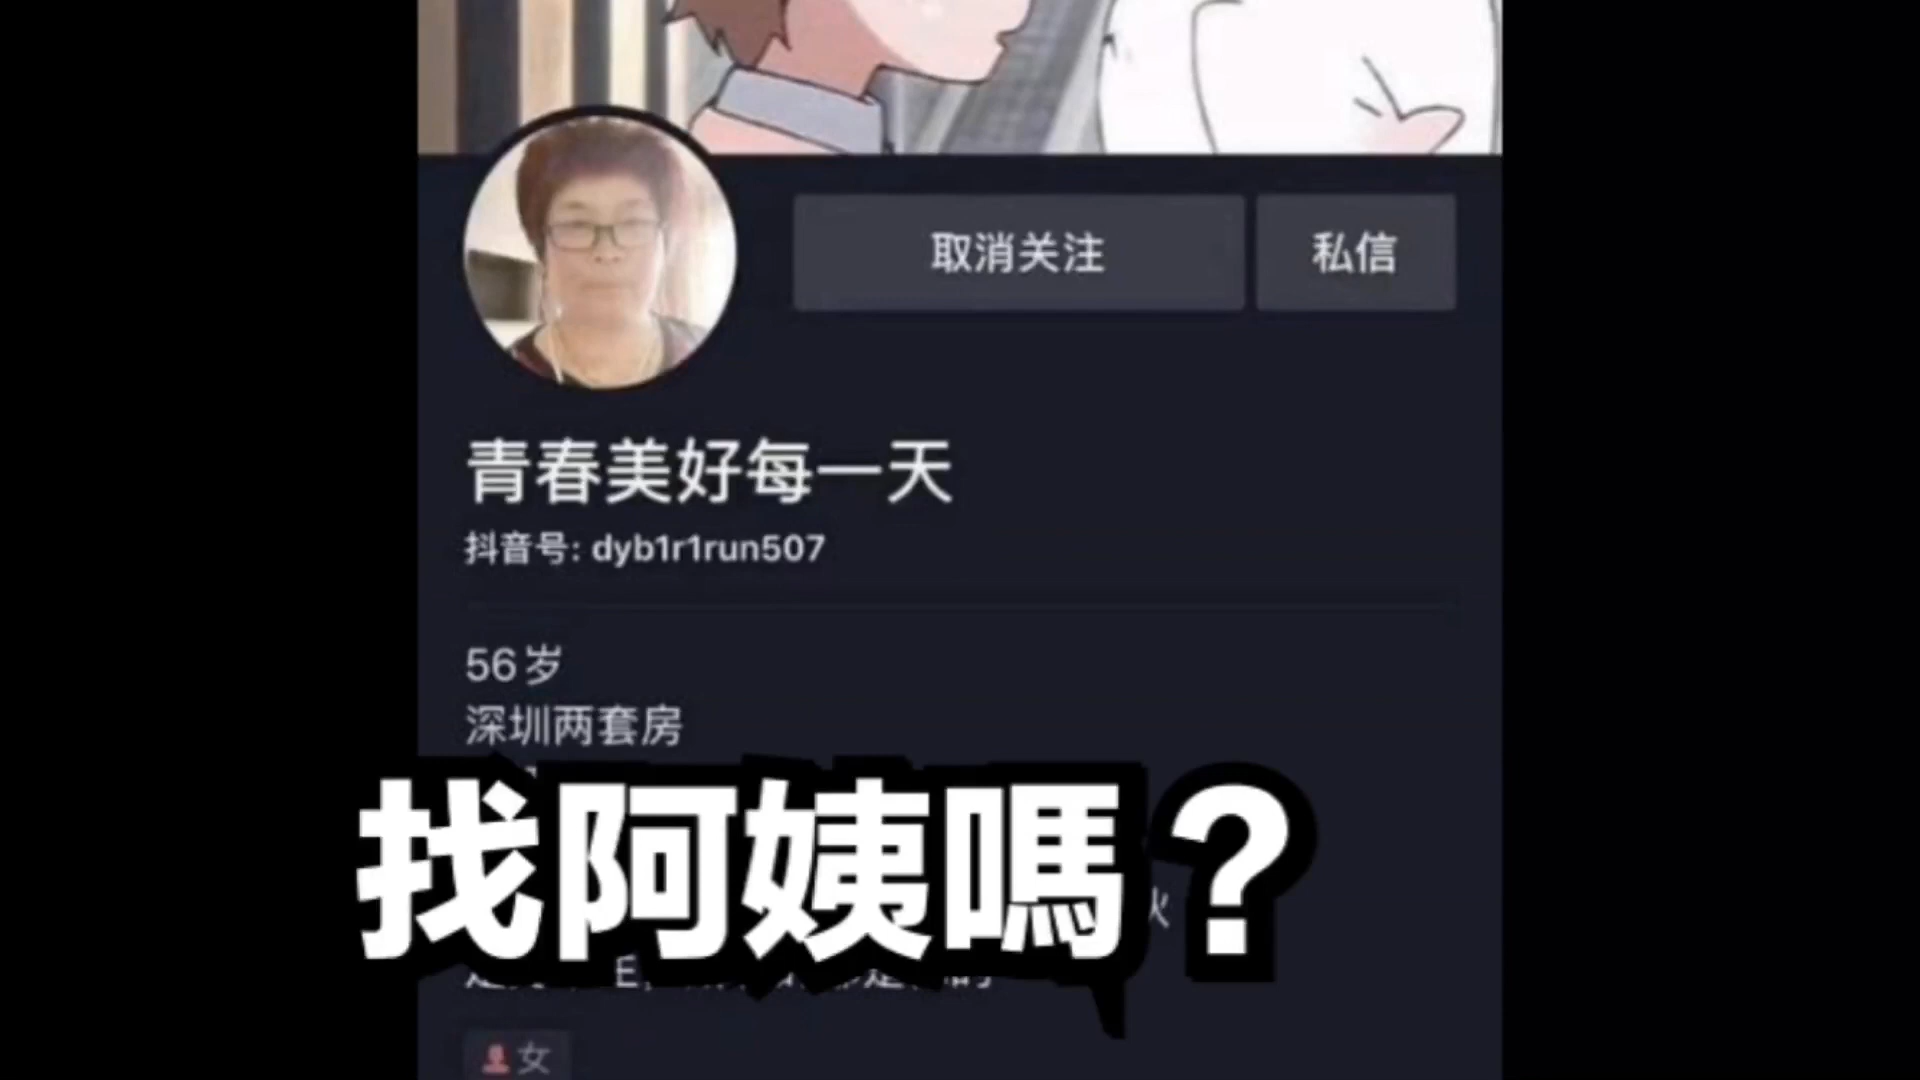 取消关注
私信
青春美好每一天
抖音号: dyb1r1run507
56岁
深圳两套房
找阿姨嗎？
女